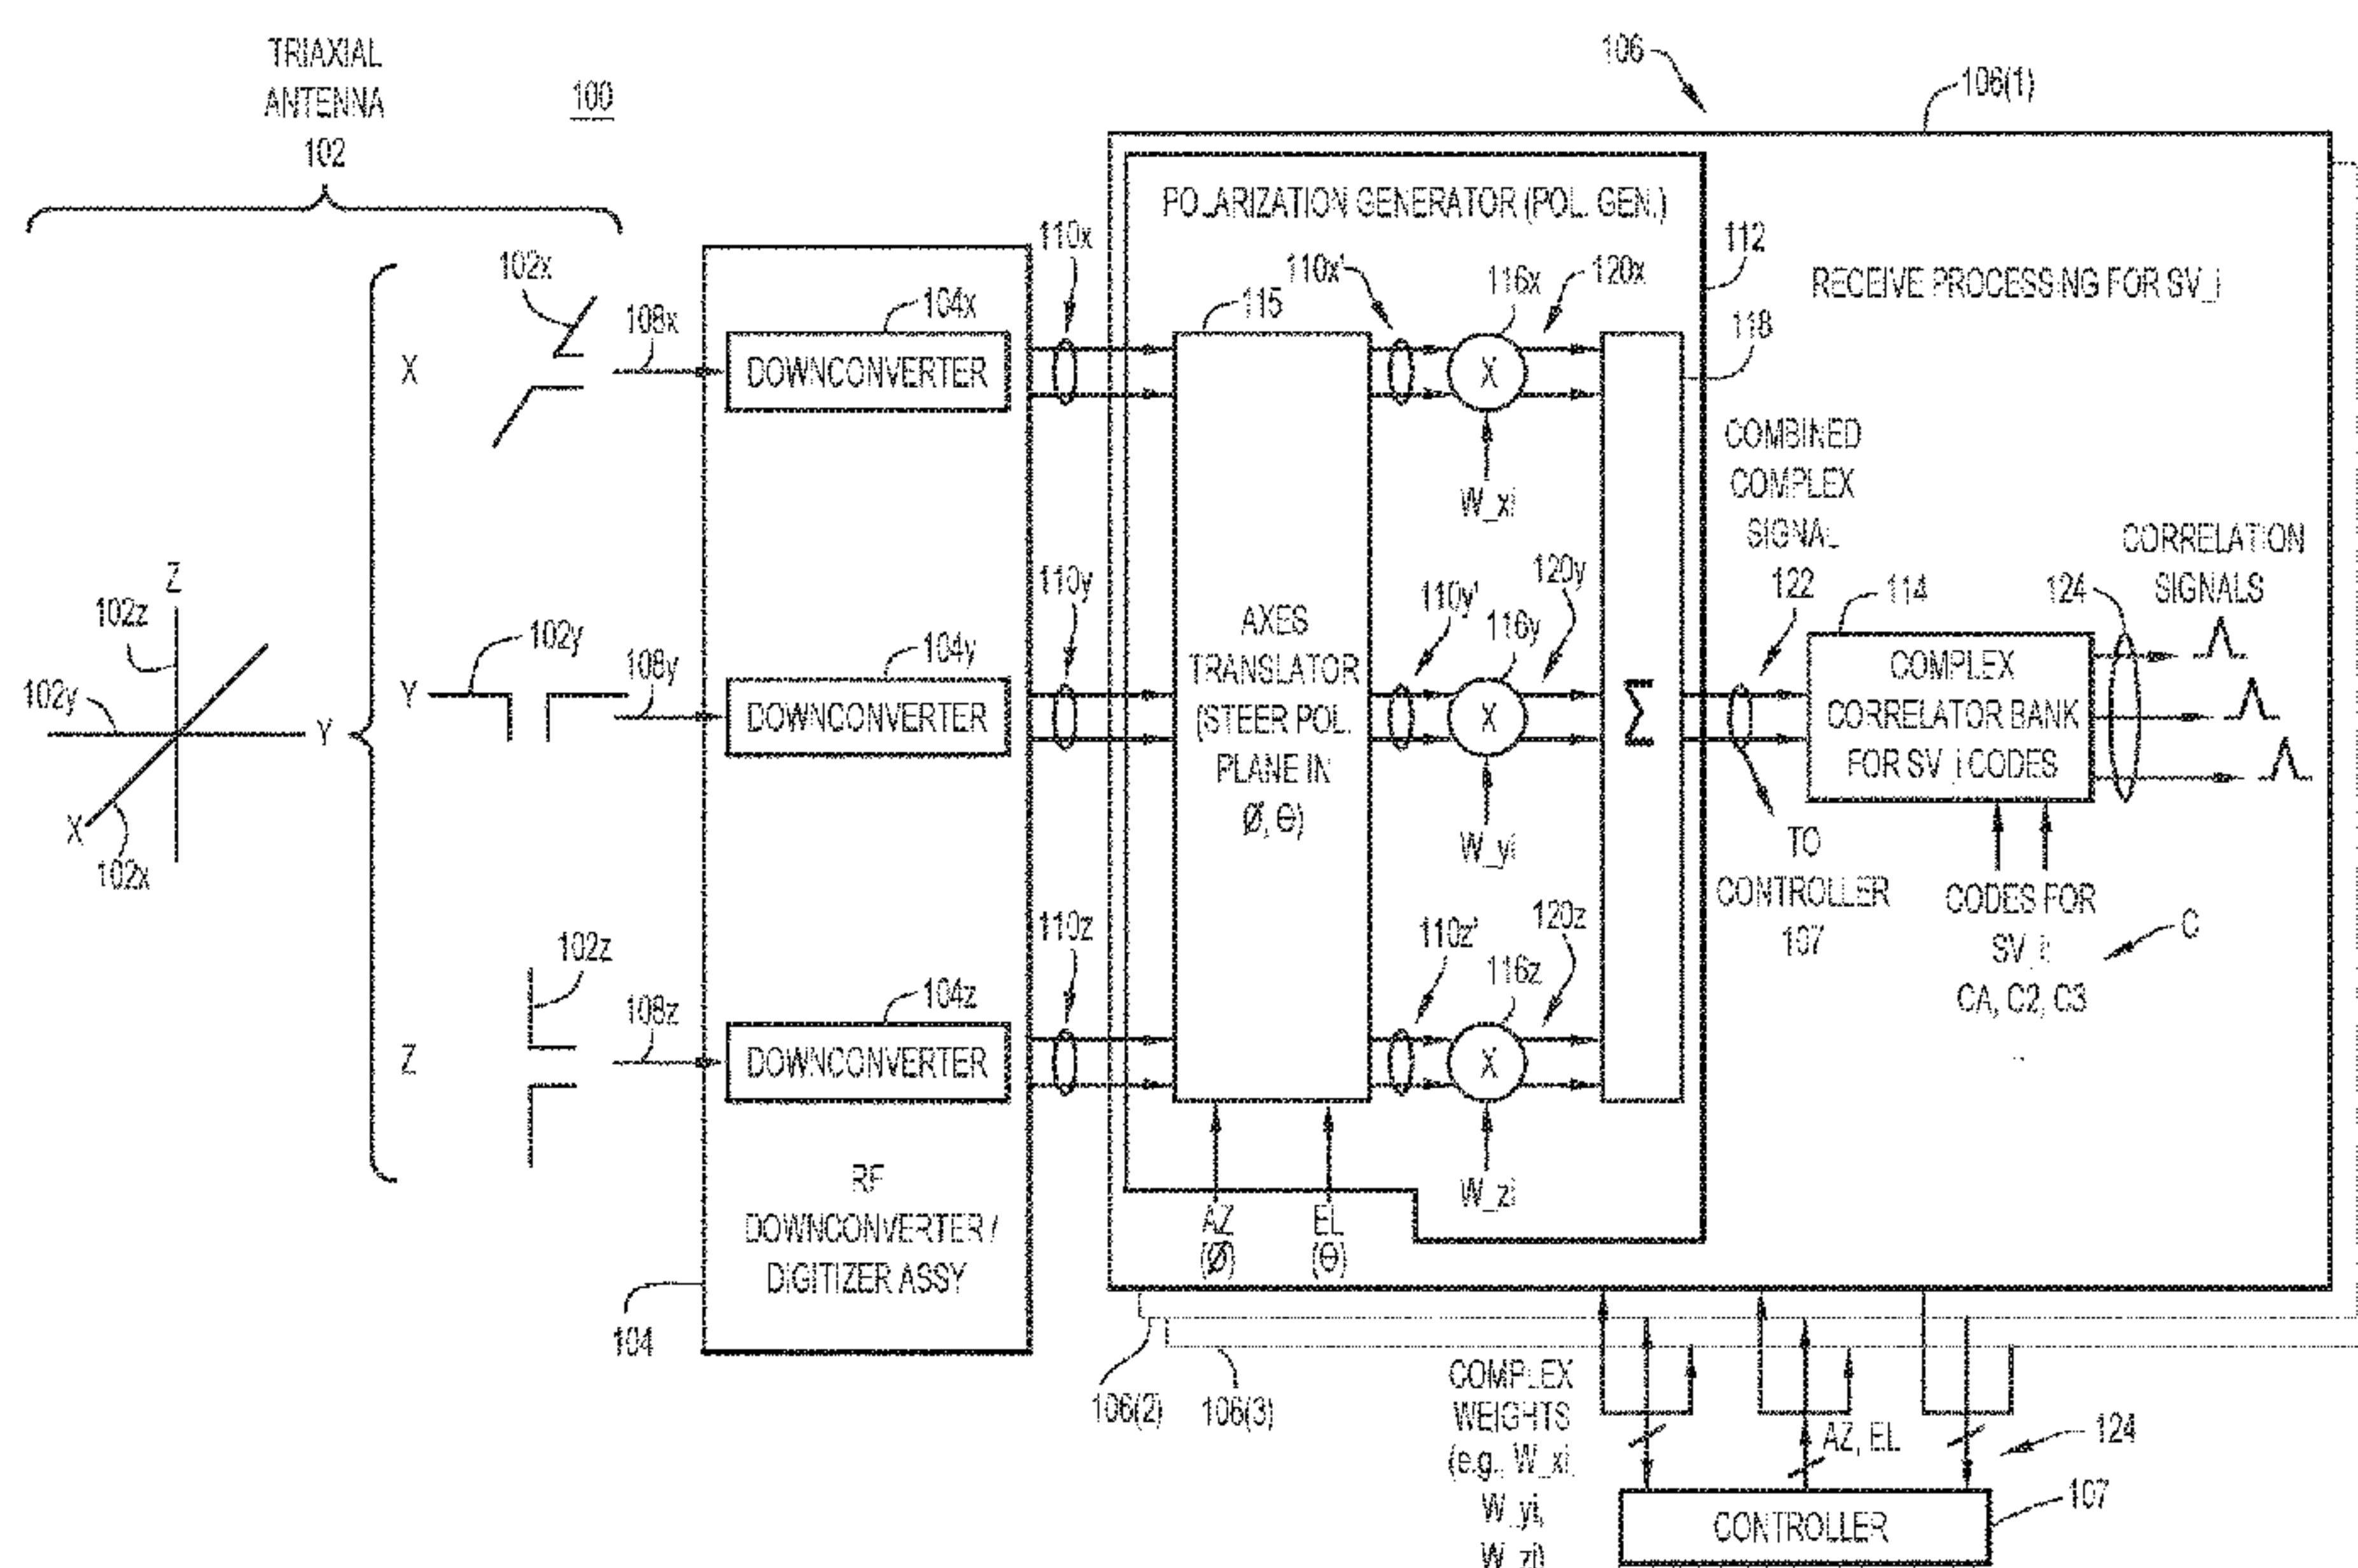 TRIAXIAL
ANTENNA
102
100
106
106(1)
POLARIZATION GENERATOR (POL. GEN.)
112
RECEIVE PROCESSING FOR SV_i
118
X
102x
108x
104x
DOWNCONVERTER
110x
115
110x'
116x
120x
X
W_xi
COMBINED
COMPLEX
SIGNAL
122
CORRELATION
SIGNALS
124
114
COMPLEX
CORRELATOR BANK
FOR SV_i CODES
Z
102z
102y
Y
X
102x
Y
102y
108y
104y
DOWNCONVERTER
110y
AXES
TRANSLATOR
(STEER POL.
PLANE IN
Ø, Θ)
110y'
116y
120y
X
Σ
W_yi
TO
CONTROLLER
107
CODES FOR
SV_i:
CA, C2, C3
..
C
Z
102z
108z
104z
DOWNCONVERTER
110z
110z'
116z
120z
X
W_zi
RF
DOWNCONVERTER /
DIGITIZER ASSY
104
AZ
(Ø)
EL
(Θ)
106(2)
106(3)
COMPLEX
WEIGHTS
(e.g., W_xi,
W_yi,
W_zi)
AZ, EL
124
CONTROLLER
107